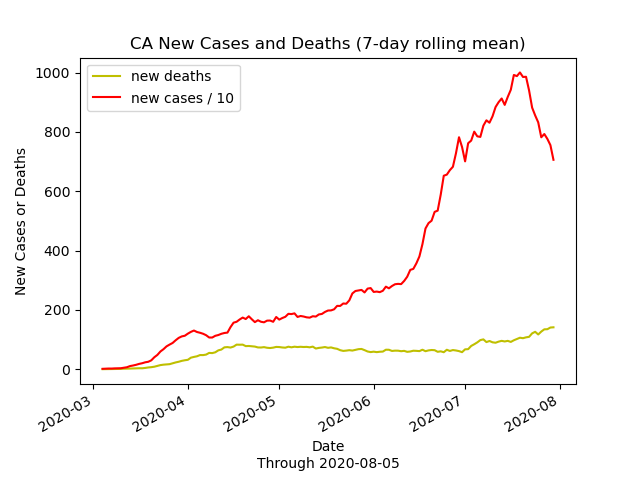 CA New Cases and Deaths (7-day rolling mean)
new deaths
new cases / 10
New Cases or Deaths
1000
800
600
400
200
0
2020-03
2020-04
2020-05
2020-06
2020-07
2020-08
Date
Through 2020-08-05